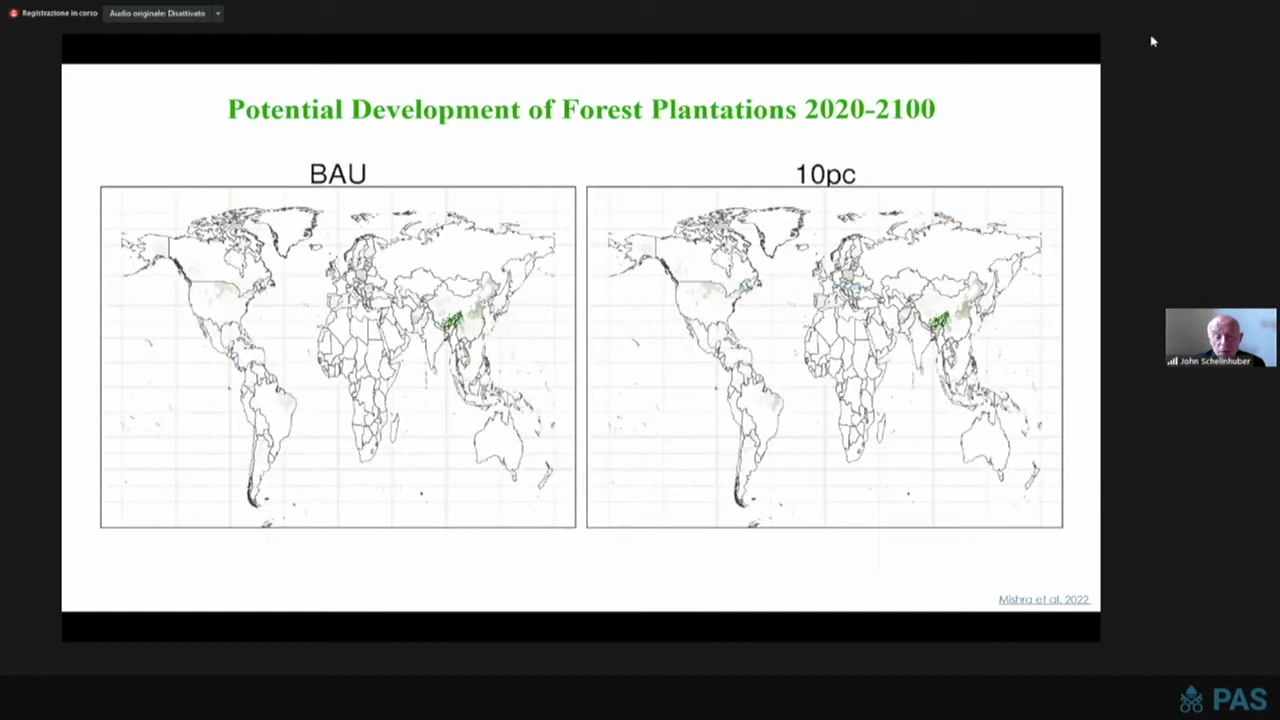 Registrazione in corso
Audio originale: Disattivato
Potential Development of Forest Plantations 2020-2100
BAU
10pc
John Schellnhuber
Mishra et al. 2022
PAS